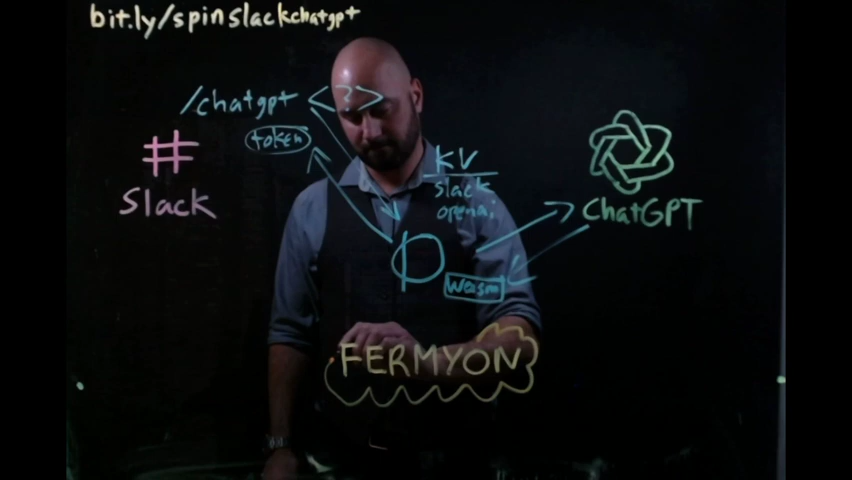 bit.ly/spinslackchatgpt
/chatgpt <?>
token
#
Slack
KV
slack
openai
ChatGPT
Wasm
FERMYON